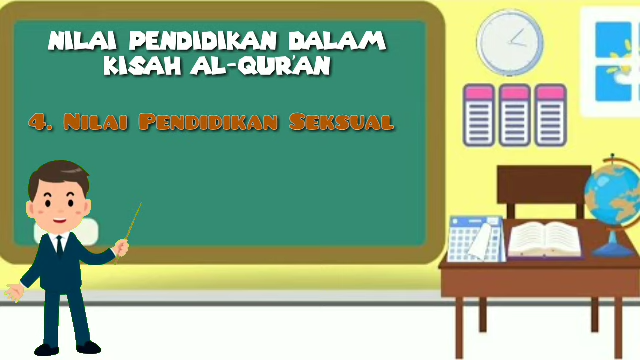 NILAI PENDIDIKAN DALAM
KISAH AL-QUR'AN
4. NILAI PENDIDIKAN SEKSUAL